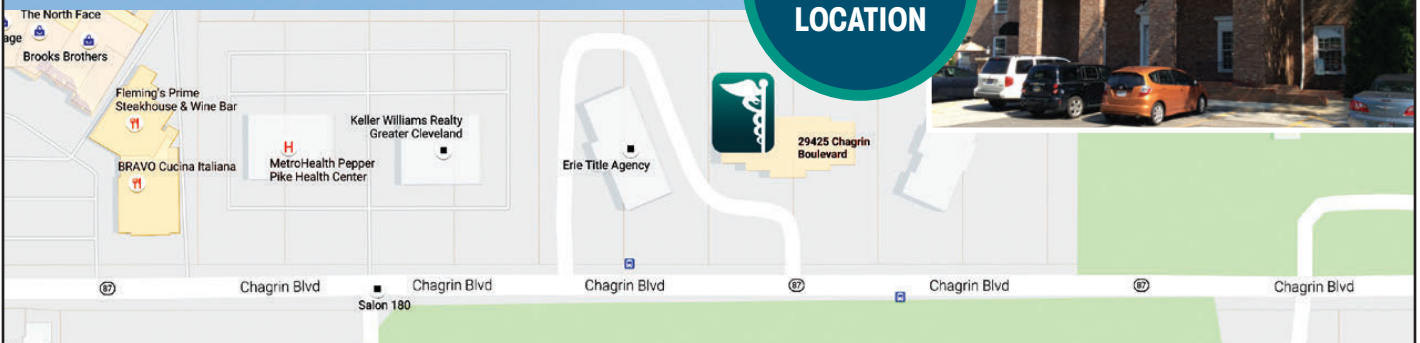 LOCATION
The North Face
age
Brooks Brothers
Fleming's Prime
Steakhouse & Wine Bar
BRAVO Cucina Italiana
H
MetroHealth Pepper
Pike Health Center
Keller Williams Realty
Greater Cleveland
Erie Title Agency
29425 Chagrin
Boulevard
87
Chagrin Blvd
Chagrin Blvd
Chagrin Blvd
87
Chagrin Blvd
87
Chagrin Blvd
Salon 180